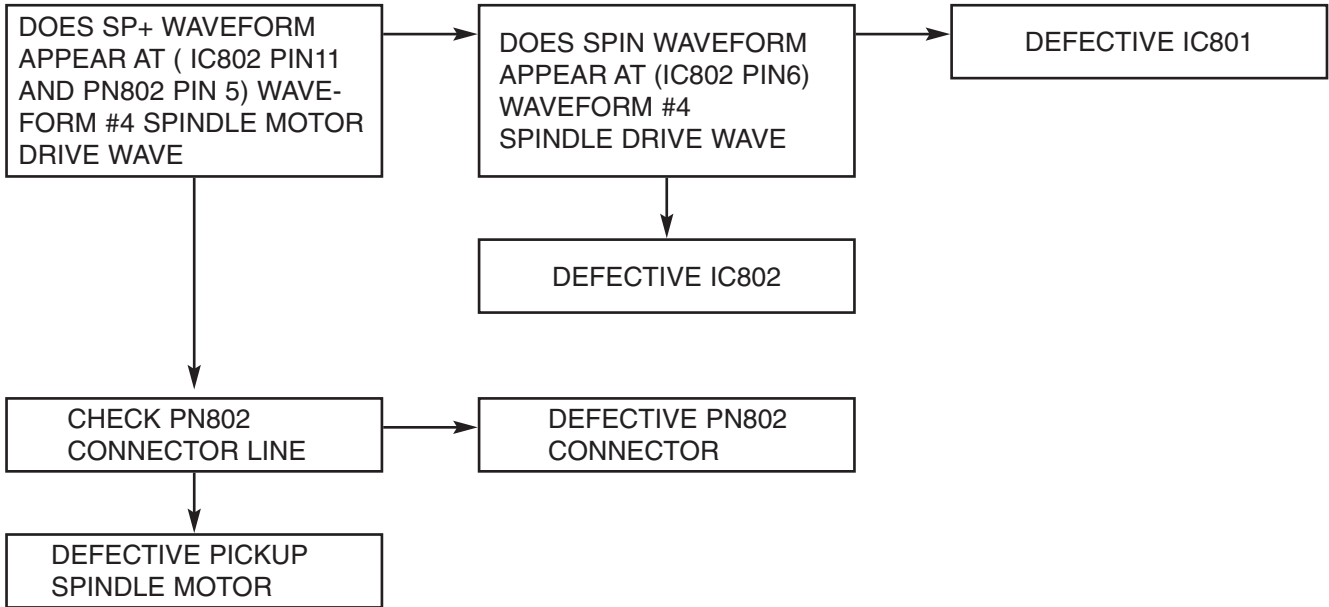 DOES SP+ WAVEFORM
APPEAR AT ( IC802 PIN11
AND PN802 PIN 5) WAVE-
FORM #4 SPINDLE MOTOR
DRIVE WAVE
DOES SPIN WAVEFORM
APPEAR AT (IC802 PIN6)
WAVEFORM #4
SPINDLE DRIVE WAVE
DEFECTIVE IC801
DEFECTIVE IC802
CHECK PN802
CONNECTOR LINE
DEFECTIVE PN802
CONNECTOR
DEFECTIVE PICKUP
SPINDLE MOTOR